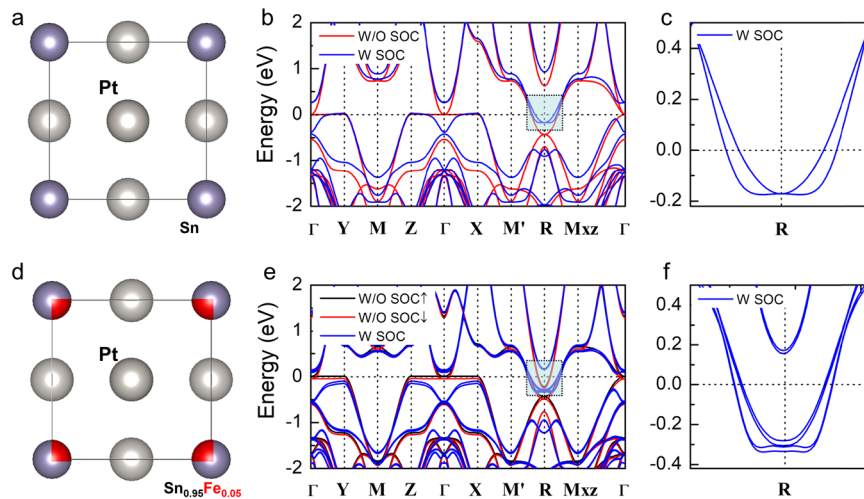 a
Pt
Sn
b
W/O SOC
W SOC
Energy (eV)
2
1
0
-1
-2
Γ Y M Z Γ X M' R Mxz Γ
c
W SOC
0.4
0.2
0.0
-0.2
R
d
Pt
Sn0.95Fe0.05
e
W/O SOC↑
W/O SOC↓
W SOC
Energy (eV)
2
1
0
-1
-2
Γ Y M Z Γ X M' R Mxz Γ
f
W SOC
0.4
0.2
0.0
-0.2
-0.4
R